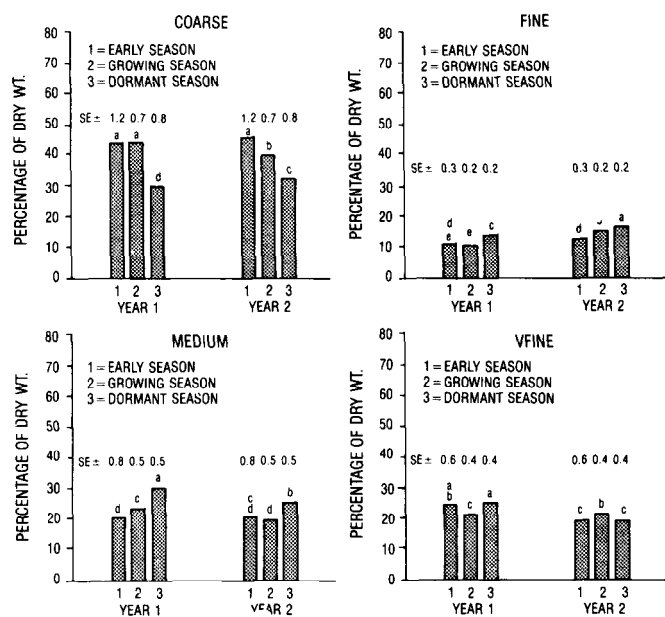 COARSE
1 = EARLY SEASON
2 = GROWING SEASON
3 = DORMANT SEASON
SE ± 1.2 0.7 0.8 1.2 0.7 0.8
a a d a b c
PERCENTAGE OF DRY WT.
80
70
60
50
40
30
20
10
0
1 2 3 1 2 3
YEAR 1 YEAR 2
FINE
1 = EARLY SEASON
2 = GROWING SEASON
3 = DORMANT SEASON
SE ± 0.3 0.2 0.2 0.3 0.2 0.2
d
e e c d a
PERCENTAGE OF DRY WT.
80
70
60
50
40
30
20
10
0
1 2 3 1 2 3
YEAR 1 YEAR 2
MEDIUM
1 = EARLY SEASON
2 = GROWING SEASON
3 = DORMANT SEASON
SE ± 0.8 0.5 0.5 0.8 0.5 0.5
c
d c a d d b
PERCENTAGE OF DRY WT.
80
70
60
50
40
30
20
10
0
1 2 3 1 2 3
YEAR 1 YEAR 2
VFINE
1 = EARLY SEASON
2 = GROWING SEASON
3 = DORMANT SEASON
SE ± 0.6 0.4 0.4 0.6 0.4 0.4
a
b c a c b c
PERCENTAGE OF DRY WT.
80
70
60
50
40
30
20
10
0
1 2 3 1 2 3
YEAR 1 YEAR 2